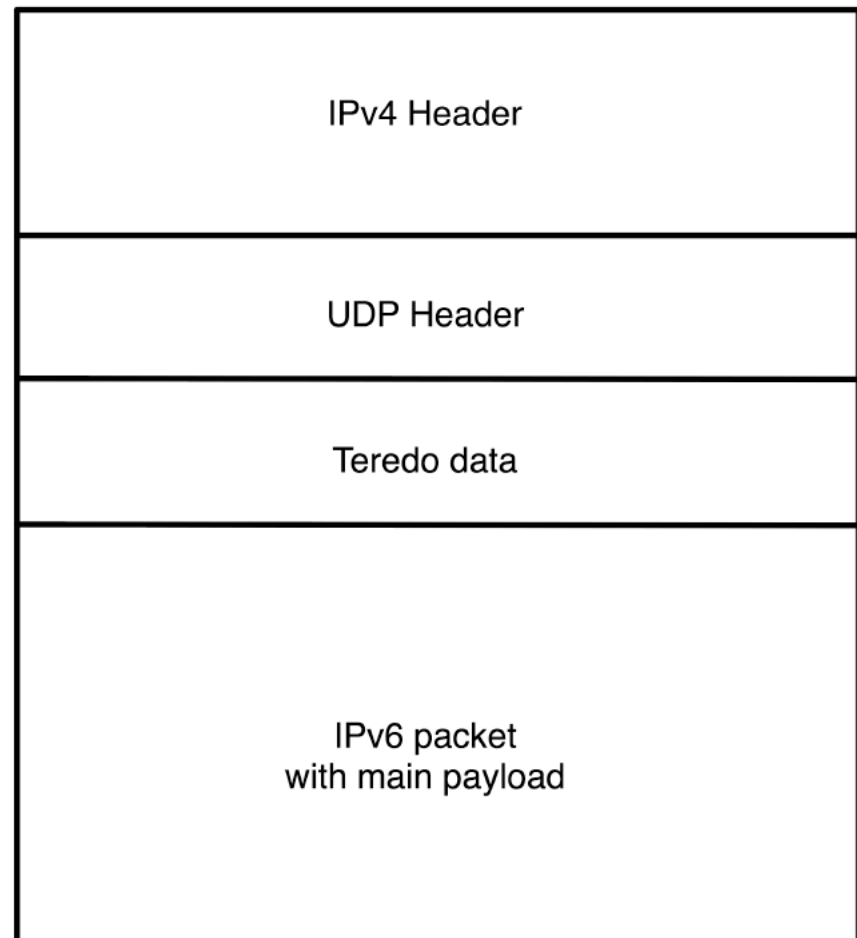 IPv4 Header
UDP Header
Teredo data
IPv6 packet
with main payload